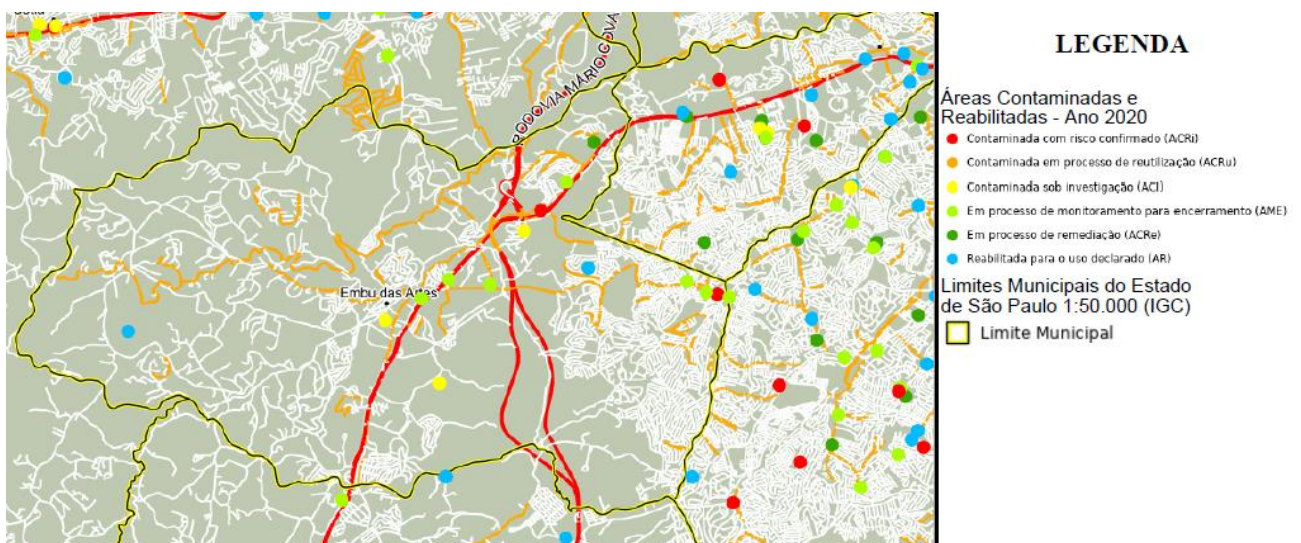 RODOVIA MÁRIO COVA
Embu das Artes
LEGENDA
Áreas Contaminadas e
Reabilitadas - Ano 2020
Contaminada com risco confirmado (ACRi)
Contaminada em processo de reutilização (ACRu)
Contaminada sob investigação (ACI)
Em processo de monitoramento para encerramento (AME)
Em processo de remediação (ACRe)
Reabilitada para o uso declarado (AR)
Limites Municipais do Estado
de São Paulo 1:50.000 (IGC)
Limite Municipal